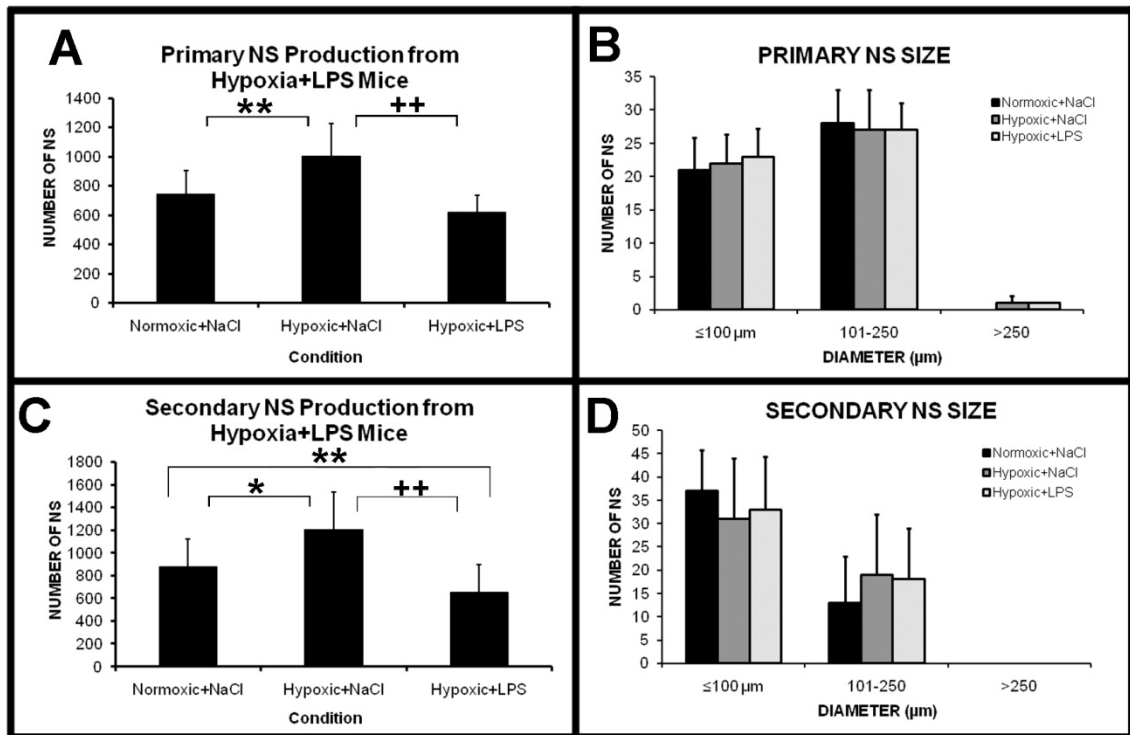 A
Primary NS Production from
Hypoxia+LPS Mice
NUMBER OF NS
1400
1200
1000
800
600
400
200
0
**
++
Normoxic+NaCl
Hypoxic+NaCl
Hypoxic+LPS
Condition
B
PRIMARY NS SIZE
NUMBER OF NS
35
30
25
20
15
10
5
0
Normoxic+NaCl
Hypoxic+NaCl
Hypoxic+LPS
≤100 µm
101-250
>250
DIAMETER (µm)
C
Secondary NS Production from
Hypoxia+LPS Mice
NUMBER OF NS
1800
1600
1400
1200
1000
800
600
400
200
0
**
*
++
Normoxic+NaCl
Hypoxic+NaCl
Hypoxic+LPS
Condition
D
SECONDARY NS SIZE
NUMBER OF NS
50
45
40
35
30
25
20
15
10
5
0
Normoxic+NaCl
Hypoxic+NaCl
Hypoxic+LPS
≤100 µm
101-250
>250
DIAMETER (µm)